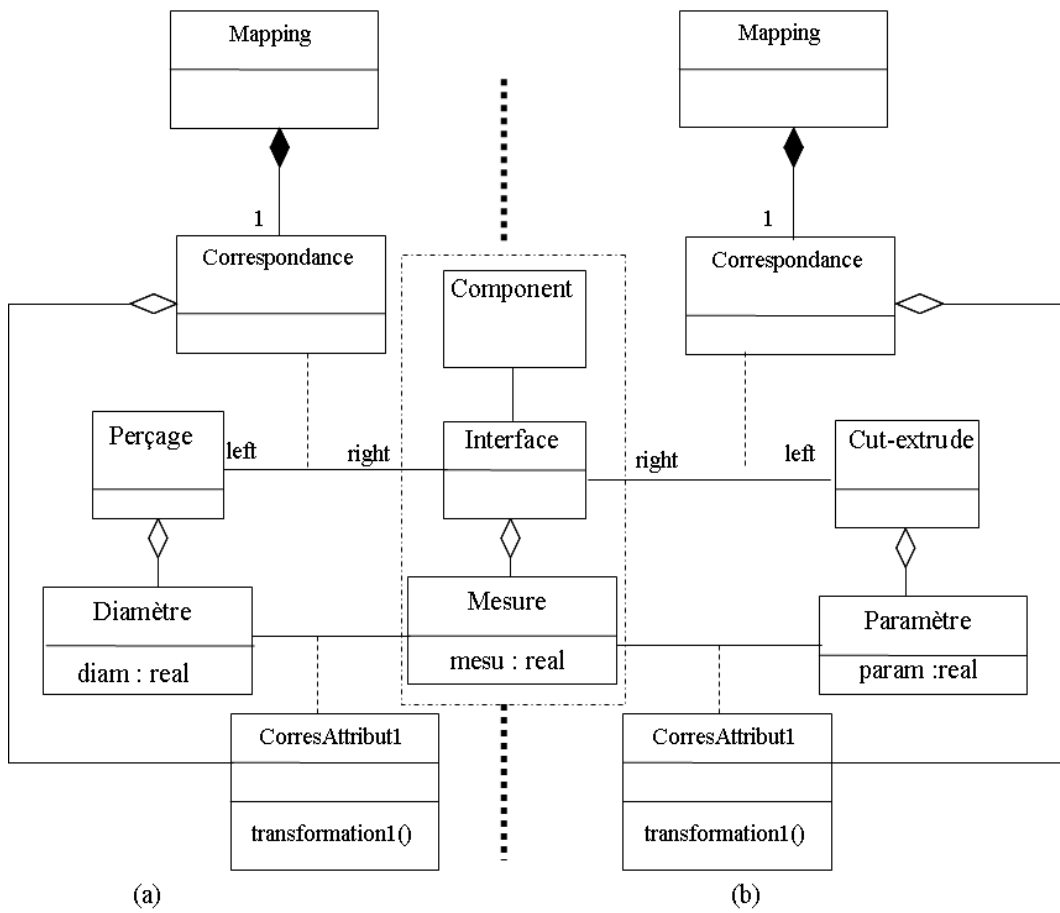 Mapping
Mapping
1
1
Correspondance
Correspondance
Component
Perçage
Interface
Cut-extrude
left
right
right
left
Diamètre
Mesure
Paramètre
diam : real
mesu : real
param :real
CorresAttribut1
CorresAttribut1
transformation1()
transformation1()
(a)
(b)